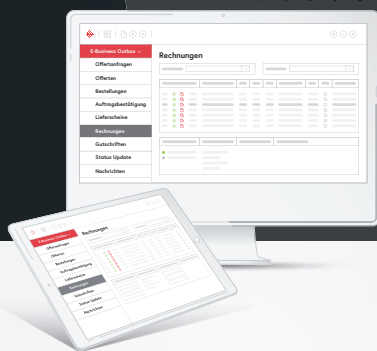 E-Business Outbox
Rechnungen
Offertanfragen
Offerten
Bestellungen
Auftragsbestätigung
Lieferscheine
Rechnungen
Gutschriften
Status Update
Nachrichten
E-Business Outbox
Rechnungen
Offertanfragen
Offerten
Bestellungen
Auftragsbestätigung
Lieferscheine
Rechnungen
Gutschriften
Status Update
Nachrichten